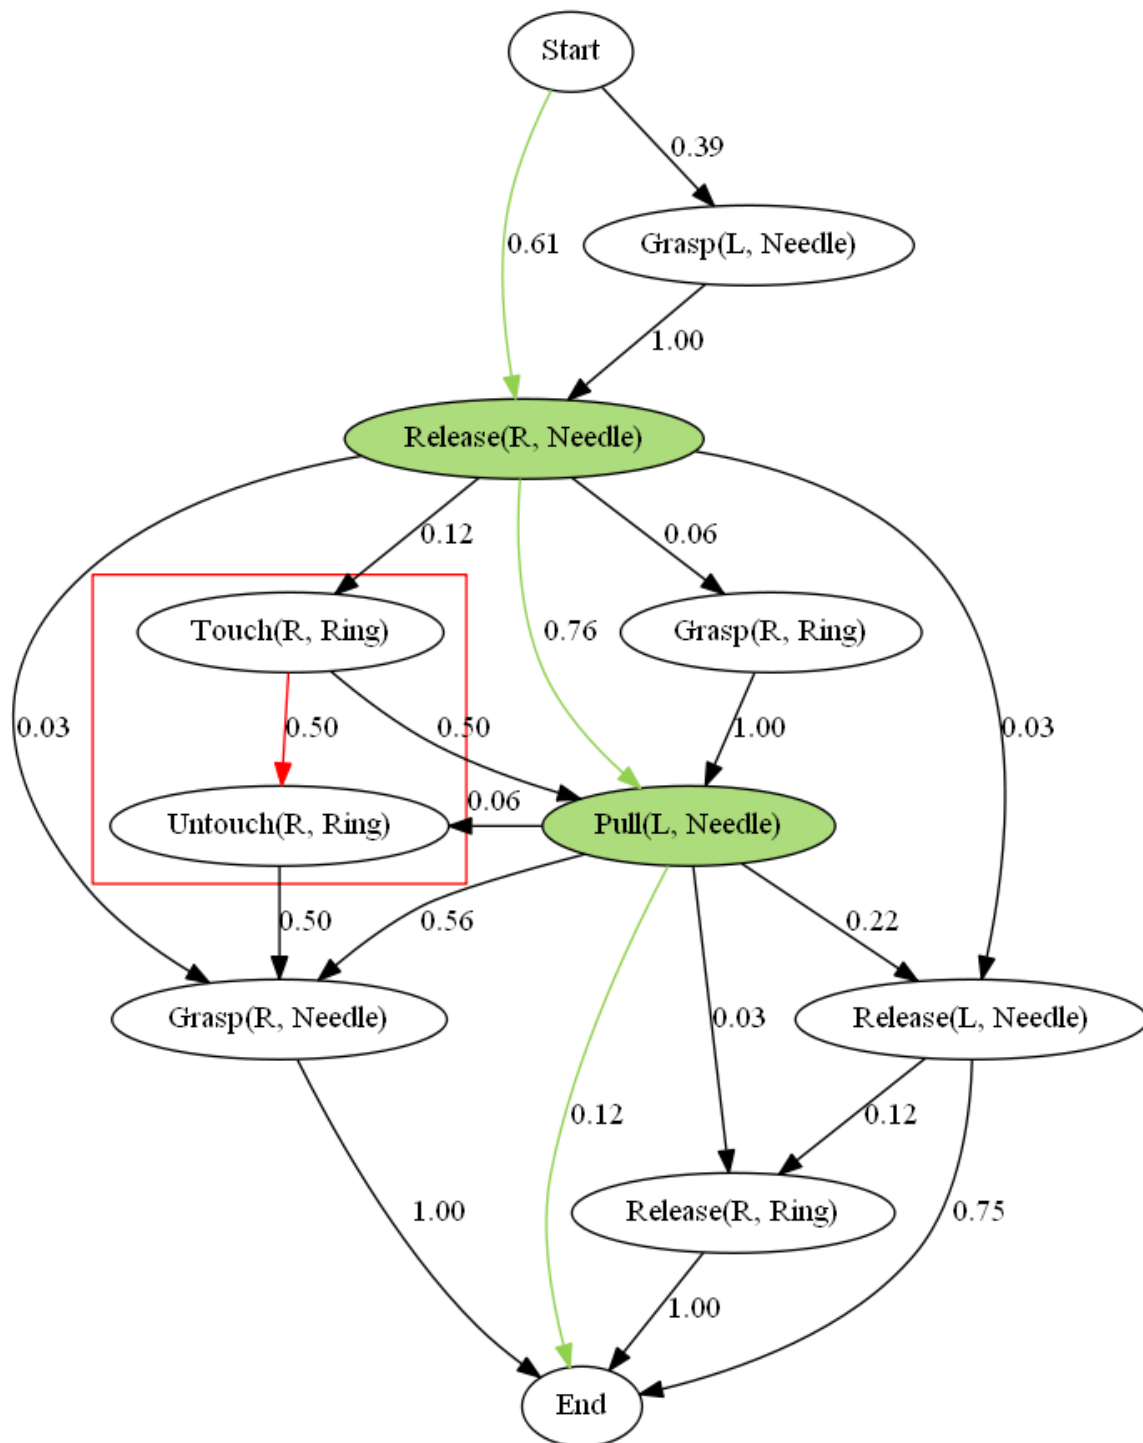 Start
0.39
0.61
Grasp(L, Needle)
1.00
Release(R, Needle)
0.12
0.06
Touch(R, Ring)
0.76
Grasp(R, Ring)
0.03
0.50
0.50
1.00
0.03
0.06
Untouch(R, Ring)
Pull(L, Needle)
0.50
0.56
0.22
Grasp(R, Needle)
0.03
Release(L, Needle)
0.12
0.12
1.00
Release(R, Ring)
0.75
1.00
End